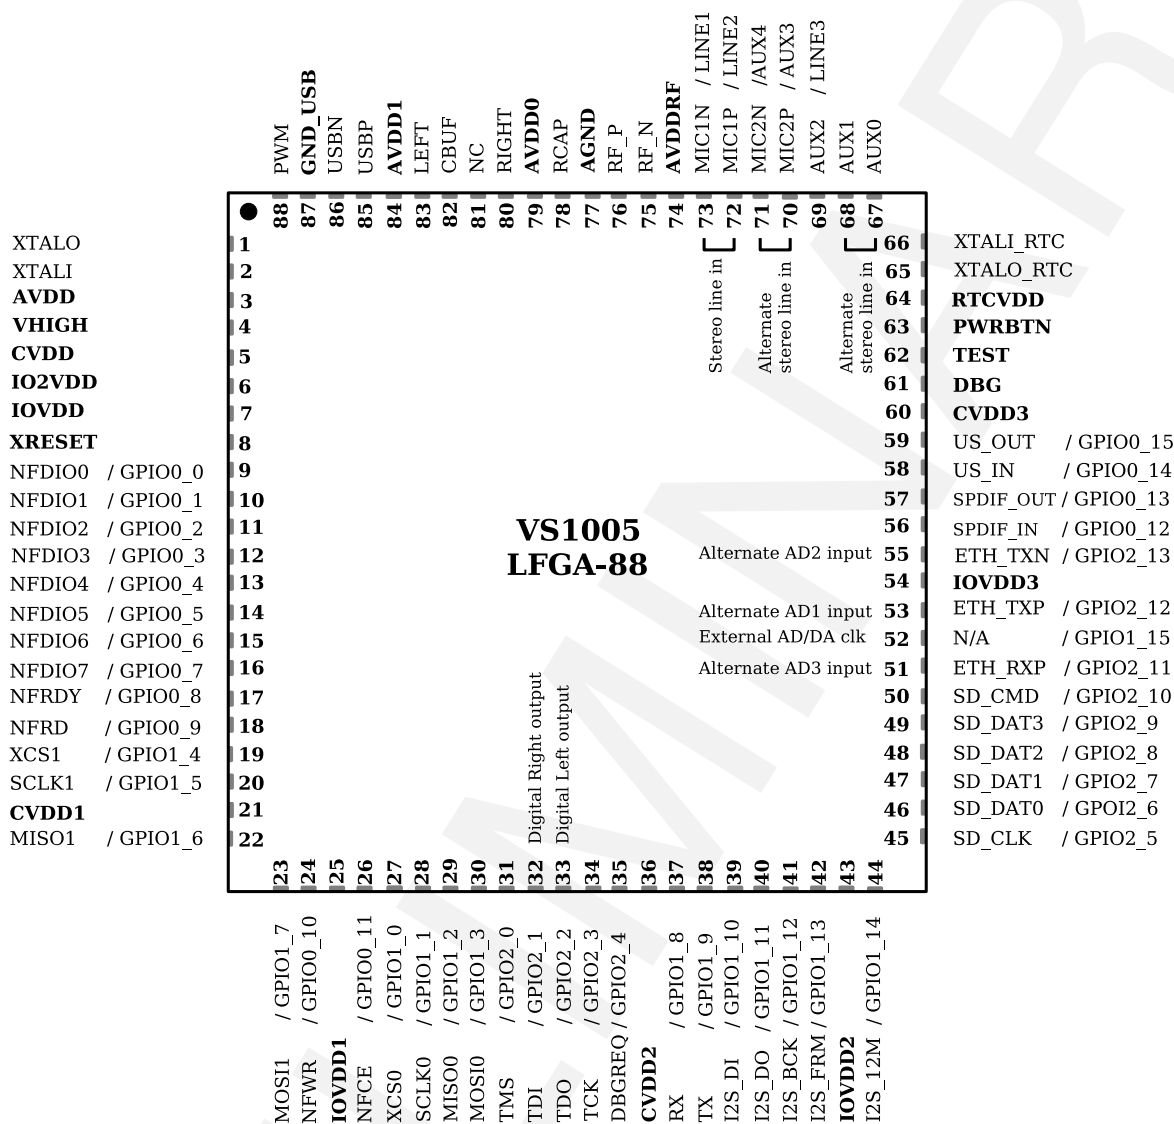 PWM
GND_USB
USBN
USBP
AVDD1
LEFT
CBUF
NC
RIGHT
AVDD0
RCAP
AGND
RF_P
RF_N
AVDDRF
MIC1N / LINE1
MIC1P / LINE2
MIC2N /AUX4
MIC2P / AUX3
AUX2 / LINE3
AUX1
AUX0
88 87 86 85 84 83 82 81 80 79 78 77 76 75 74 73 72 71 70 69 68 67
XTALO 1
XTALI 2
AVDD 3
VHIGH 4
CVDD 5
IO2VDD 6
IOVDD 7
XRESET 8
NFDIO0 / GPIO0_0 9
NFDIO1 / GPIO0_1 10
NFDIO2 / GPIO0_2 11
NFDIO3 / GPIO0_3 12
NFDIO4 / GPIO0_4 13
NFDIO5 / GPIO0_5 14
NFDIO6 / GPIO0_6 15
NFDIO7 / GPIO0_7 16
NFRDY / GPIO0_8 17
NFRD / GPIO0_9 18
XCS1 / GPIO1_4 19
SCLK1 / GPIO1_5 20
CVDD1 21
MISO1 / GPIO1_6 22
Stereo line in
Alternate
stereo line in
Alternate
stereo line in
VS1005
LFGA-88
Digital Right output
Digital Left output
66 XTALI_RTC
65 XTALO_RTC
64 RTCVDD
63 PWRBTN
62 TEST
61 DBG
60 CVDD3
59 US_OUT / GPIO0_15
58 US_IN / GPIO0_14
57 SPDIF_OUT / GPIO0_13
56 SPDIF_IN / GPIO0_12
Alternate AD2 input 55 ETH_TXN / GPIO2_13
54 IOVDD3
Alternate AD1 input 53 ETH_TXP / GPIO2_12
External AD/DA clk 52 N/A / GPIO1_15
Alternate AD3 input 51 ETH_RXP / GPIO2_11
50 SD_CMD / GPIO2_10
49 SD_DAT3 / GPIO2_9
48 SD_DAT2 / GPIO2_8
47 SD_DAT1 / GPIO2_7
46 SD_DAT0 / GPOI2_6
45 SD_CLK / GPIO2_5
23 24 25 26 27 28 29 30 31 32 33 34 35 36 37 38 39 40 41 42 43 44
MOSI1 / GPIO1_7
NFWR / GPIO0_10
IOVDD1
NFCE / GPIO0_11
XCS0 / GPIO1_0
SCLK0 / GPIO1_1
MISO0 / GPIO1_2
MOSI0 / GPIO1_3
TMS / GPIO2_0
TDI / GPIO2_1
TDO / GPIO2_2
TCK / GPIO2_3
DBGREQ / GPIO2_4
CVDD2
RX / GPIO1_8
TX / GPIO1_9
I2S_DI / GPIO1_10
I2S_DO / GPIO1_11
I2S_BCK / GPIO1_12
I2S_FRM / GPIO1_13
IOVDD2
I2S_12M / GPIO1_14